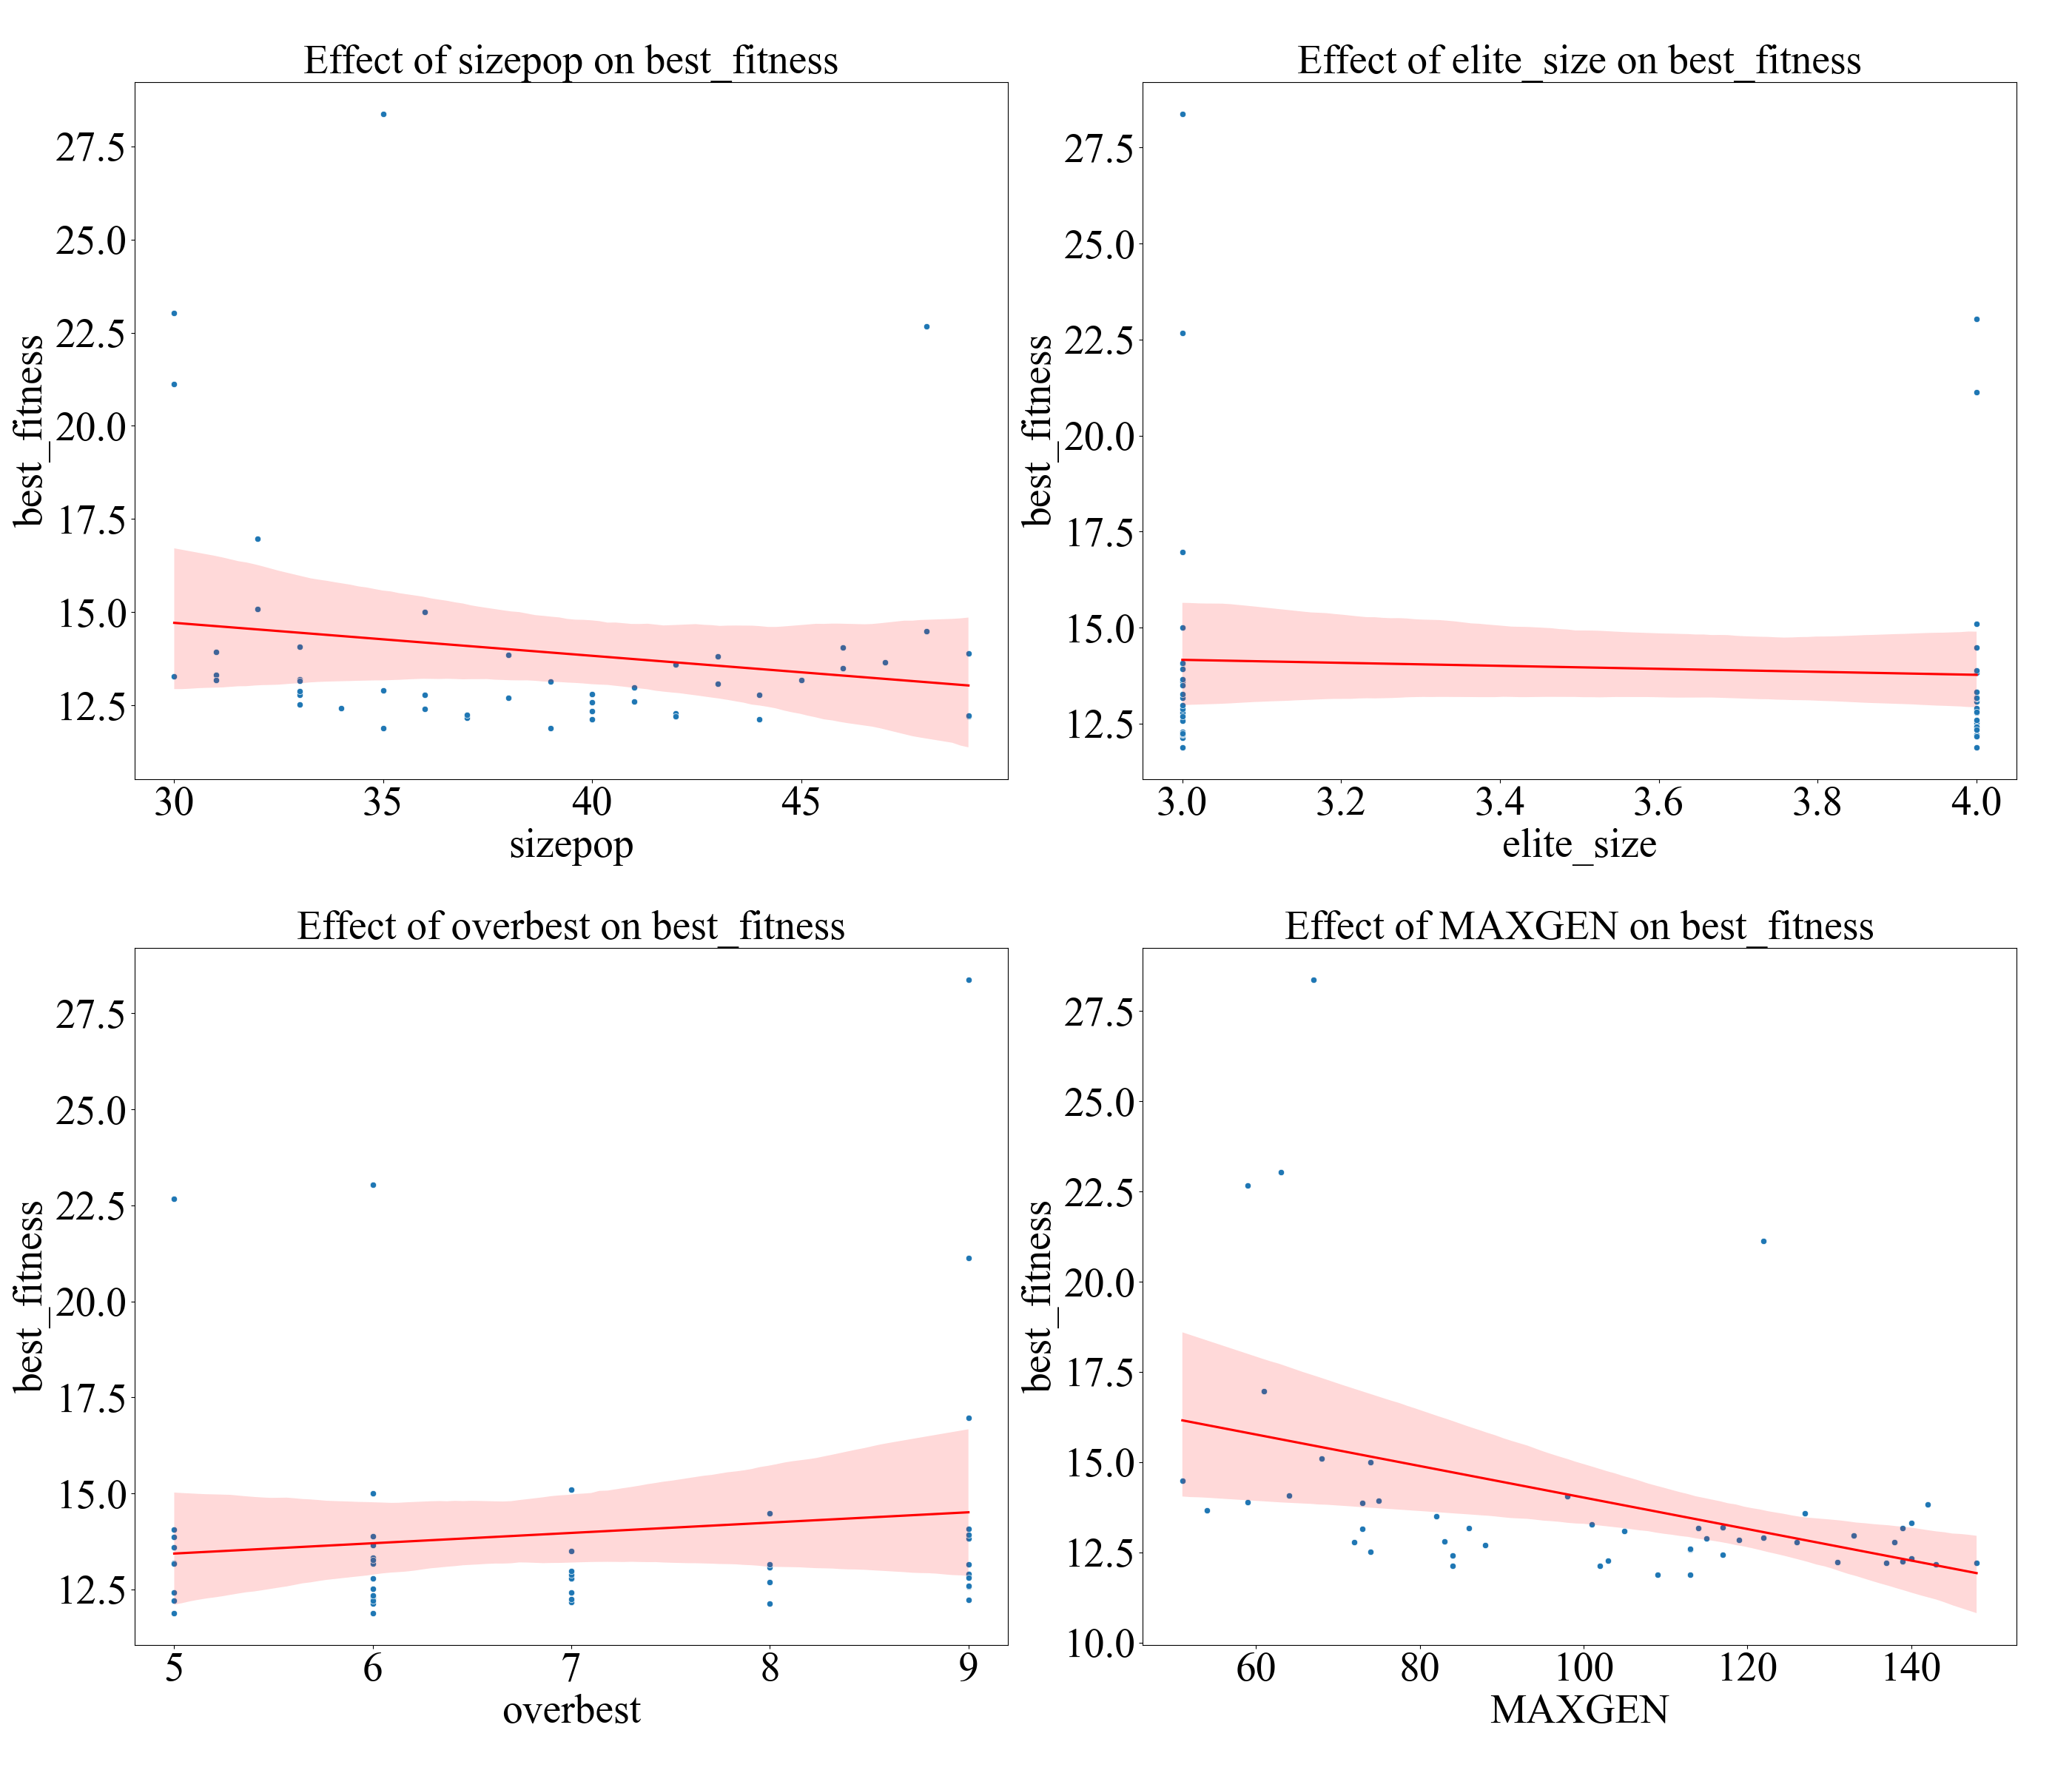 Effect of sizepop on best_fitness
27.5
25.0
22.5
20.0
17.5
15.0
12.5
best_fitness
30 35 40 45
sizepop
Effect of elite_size on best_fitness
27.5
25.0
22.5
20.0
17.5
15.0
12.5
best_fitness
3.0 3.2 3.4 3.6 3.8 4.0
elite_size
Effect of overbest on best_fitness
27.5
25.0
22.5
20.0
17.5
15.0
12.5
best_fitness
5 6 7 8 9
overbest
Effect of MAXGEN on best_fitness
27.5
25.0
22.5
20.0
17.5
15.0
12.5
10.0
best_fitness
60 80 100 120 140
MAXGEN